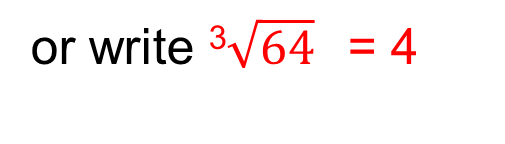 or write ³√64 = 4